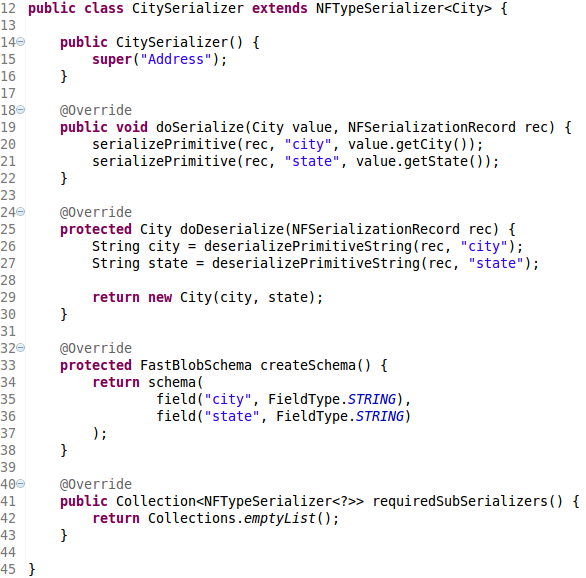 12 public class CitySerializer extends NFTypeSerializer<City> {
13
14 public CitySerializer() {
15 super("Address");
16 }
17
18 @Override
19 public void doSerialize(City value, NFSerializationRecord rec) {
20 serializePrimitive(rec, "city", value.getCity());
21 serializePrimitive(rec, "state", value.getState());
22 }
23
24 @Override
25 protected City doDeserialize(NFSerializationRecord rec) {
26 String city = deserializePrimitiveString(rec, "city");
27 String state = deserializePrimitiveString(rec, "state");
28
29 return new City(city, state);
30 }
31
32 @Override
33 protected FastBlobSchema createSchema() {
34 return schema(
35 field("city", FieldType.STRING),
36 field("state", FieldType.STRING)
37 );
38 }
39
40 @Override
41 public Collection<NFTypeSerializer<?>> requiredSubSerializers() {
42 return Collections.emptyList();
43 }
44
45 }